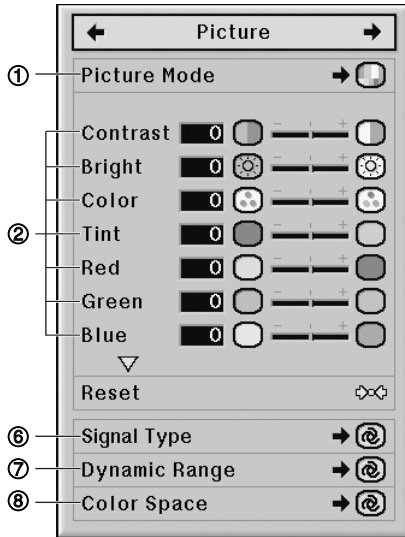 Picture
① Picture Mode
Contrast 0 - +
Bright 0 - +
Color 0 - +
② Tint 0 - +
Red 0 - +
Green 0 - +
Blue 0 - +
Reset
⑥ Signal Type
⑦ Dynamic Range
⑧ Color Space